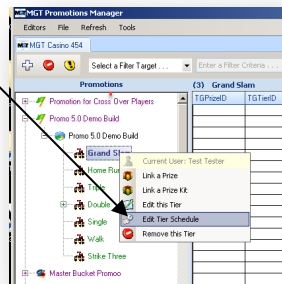 MGT Promotions Manager
Editors File Refresh Tools
MGT Casino 454
Select a Filter Target... Enter a Filter Criteria...
Promotions (3) Grand Slam
TGPrizeID TGTierID
Promotion for Cross Over Players
Promo 5.0 Demo Build
Promo 5.0 Demo Build
Grand Slam
Current User: Test Tester
Home Run
Link a Prize
Triple
Link a Prize Kit
Double
Edit this Tier
Single
Edit Tier Schedule
Walk
Remove this Tier
Strike Three
Master Bucket Promoo